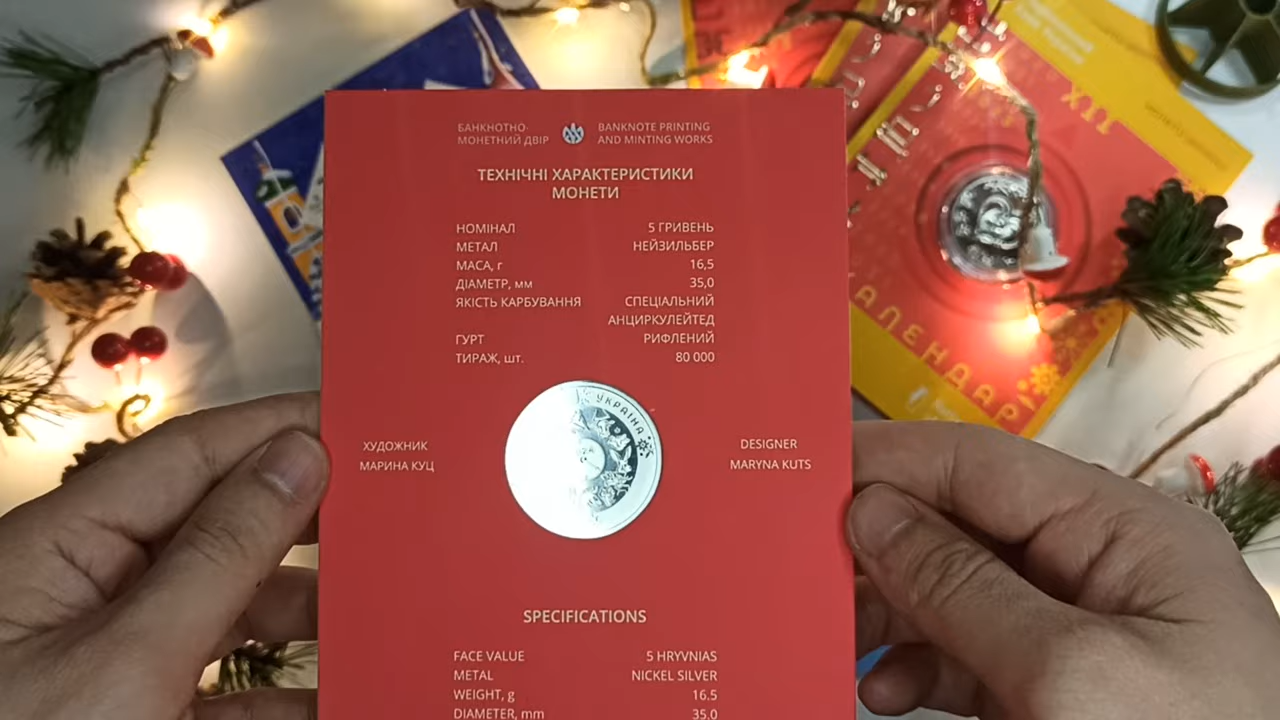 БАНКНОТНО-
МОНЕТНИЙ ДВІР
BANKNOTE PRINTING
AND MINTING WORKS
ТЕХНІЧНІ ХАРАКТЕРИСТИКИ
МОНЕТИ
НОМІНАЛ 5 ГРИВЕНЬ
МЕТАЛ НЕЙЗИЛЬБЕР
МАСА, г 16,5
ДІАМЕТР, мм 35,0
ЯКІСТЬ КАРБУВАННЯ СПЕЦІАЛЬНИЙ
АНЦИРКУЛЕЙТЕД
ГУРТ РИФЛЕНИЙ
ТИРАЖ, шт. 80 000
УКРАЇНА
ХУДОЖНИК
МАРИНА КУЦ
DESIGNER
MARYNA KUTS
SPECIFICATIONS
FACE VALUE 5 HRYVNIAS
METAL NICKEL SILVER
WEIGHT, g 16.5
DIAMETER, mm 35.0
XII